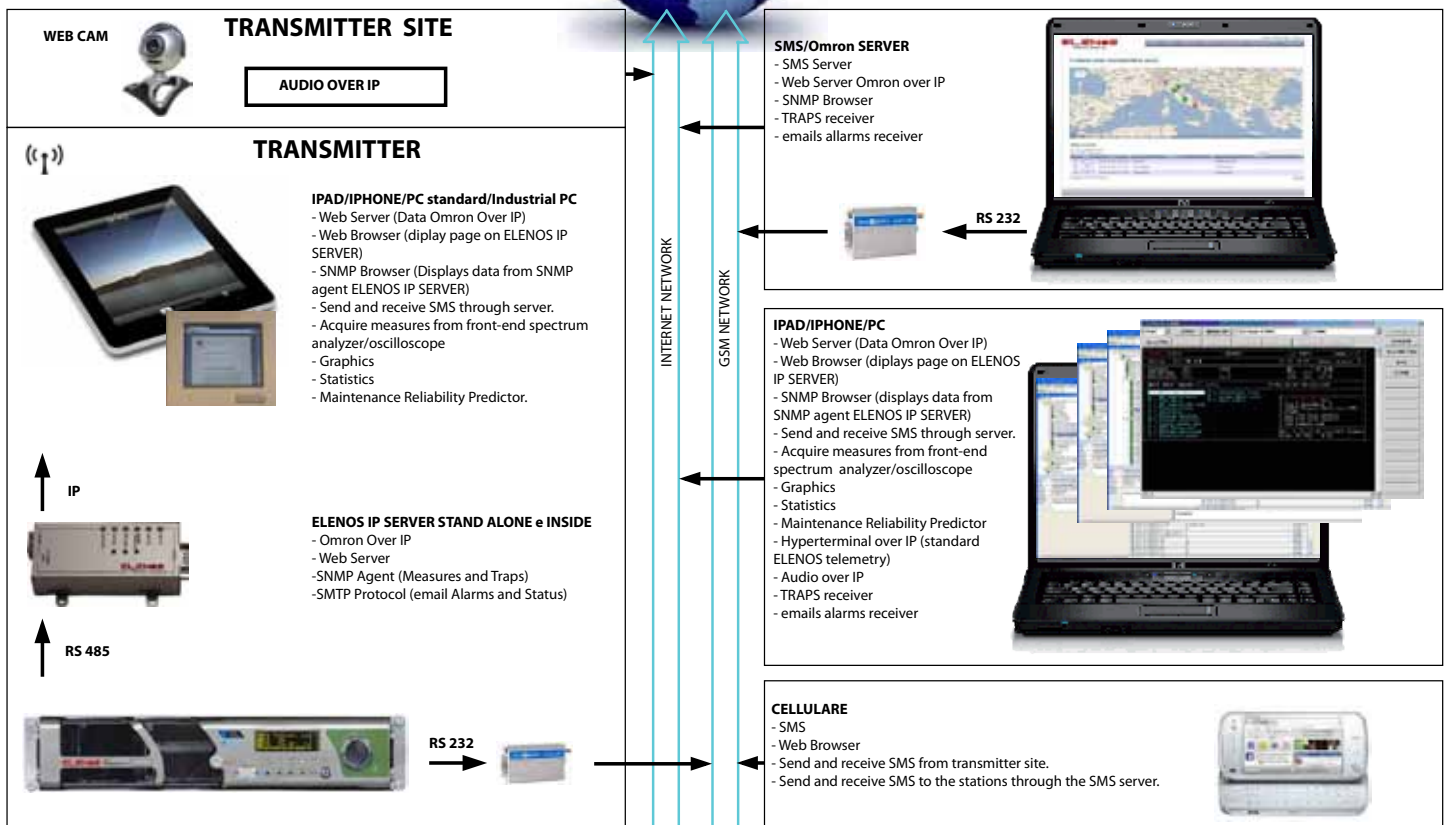 WEB CAM
TRANSMITTER SITE
AUDIO OVER IP
TRANSMITTER
IPAD/IPHONE/PC standard/Industrial PC
- Web Server (Data Omron Over IP)
- Web Browser (diplay page on ELENOS IP
SERVER)
- SNMP Browser (Displays data from SNMP
agent ELENOS IP SERVER)
- Send and receive SMS through server.
- Acquire measures from front-end spectrum
analyzer/oscilloscope
- Graphics
- Statistics
- Maintenance Reliability Predictor.
IP
ELENOS IP SERVER STAND ALONE e INSIDE
- Omron Over IP
- Web Server
-SNMP Agent (Measures and Traps)
-SMTP Protocol (email Alarms and Status)
RS 485
RS 232
INTERNET NETWORK
GSM NETWORK
SMS/Omron SERVER
- SMS Server
- Web Server Omron over IP
- SNMP Browser
- TRAPS receiver
- emails allarms receiver
RS 232
IPAD/IPHONE/PC
- Web Server (Data Omron Over IP)
- Web Browser (diplays page on ELENOS
IP SERVER)
- SNMP Browser (displays data from
SNMP agent ELENOS IP SERVER)
- Send and receive SMS through server.
- Acquire measures from front-end
spectrum analyzer/oscilloscope
- Graphics
- Statistics
- Maintenance Reliability Predictor
- Hyperterminal over IP (standard
ELENOS telemetry)
- Audio over IP
- TRAPS receiver
- emails alarms receiver
CELLULARE
- SMS
- Web Browser
- Send and receive SMS from transmitter site.
- Send and receive SMS to the stations through the SMS server.